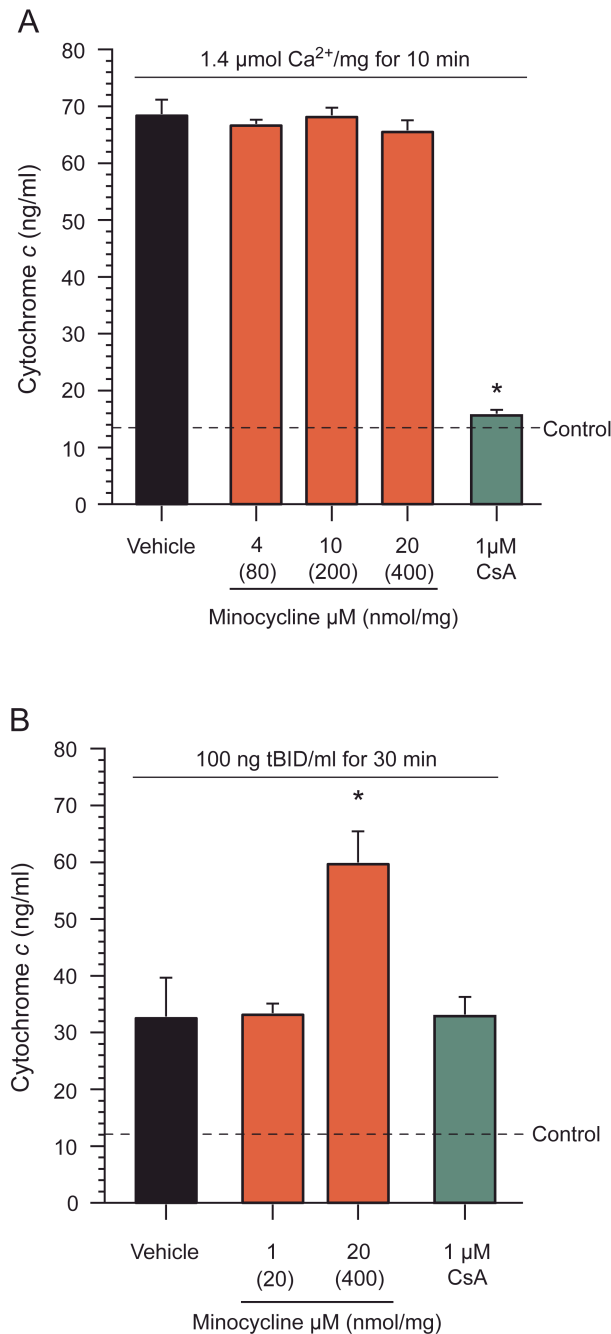 A
1.4 µmol Ca²⁺/mg for 10 min
80
70
60
50
40
30
20
10
0
Cytochrome c (ng/ml)
*
Control
Vehicle 4 10 20 1µM
(80) (200) (400) CsA
Minocycline µM (nmol/mg)
B
100 ng tBID/ml for 30 min
80
70
60
50
40
30
20
10
0
Cytochrome c (ng/ml)
*
Control
Vehicle 1 20 1 µM
(20) (400) CsA
Minocycline µM (nmol/mg)